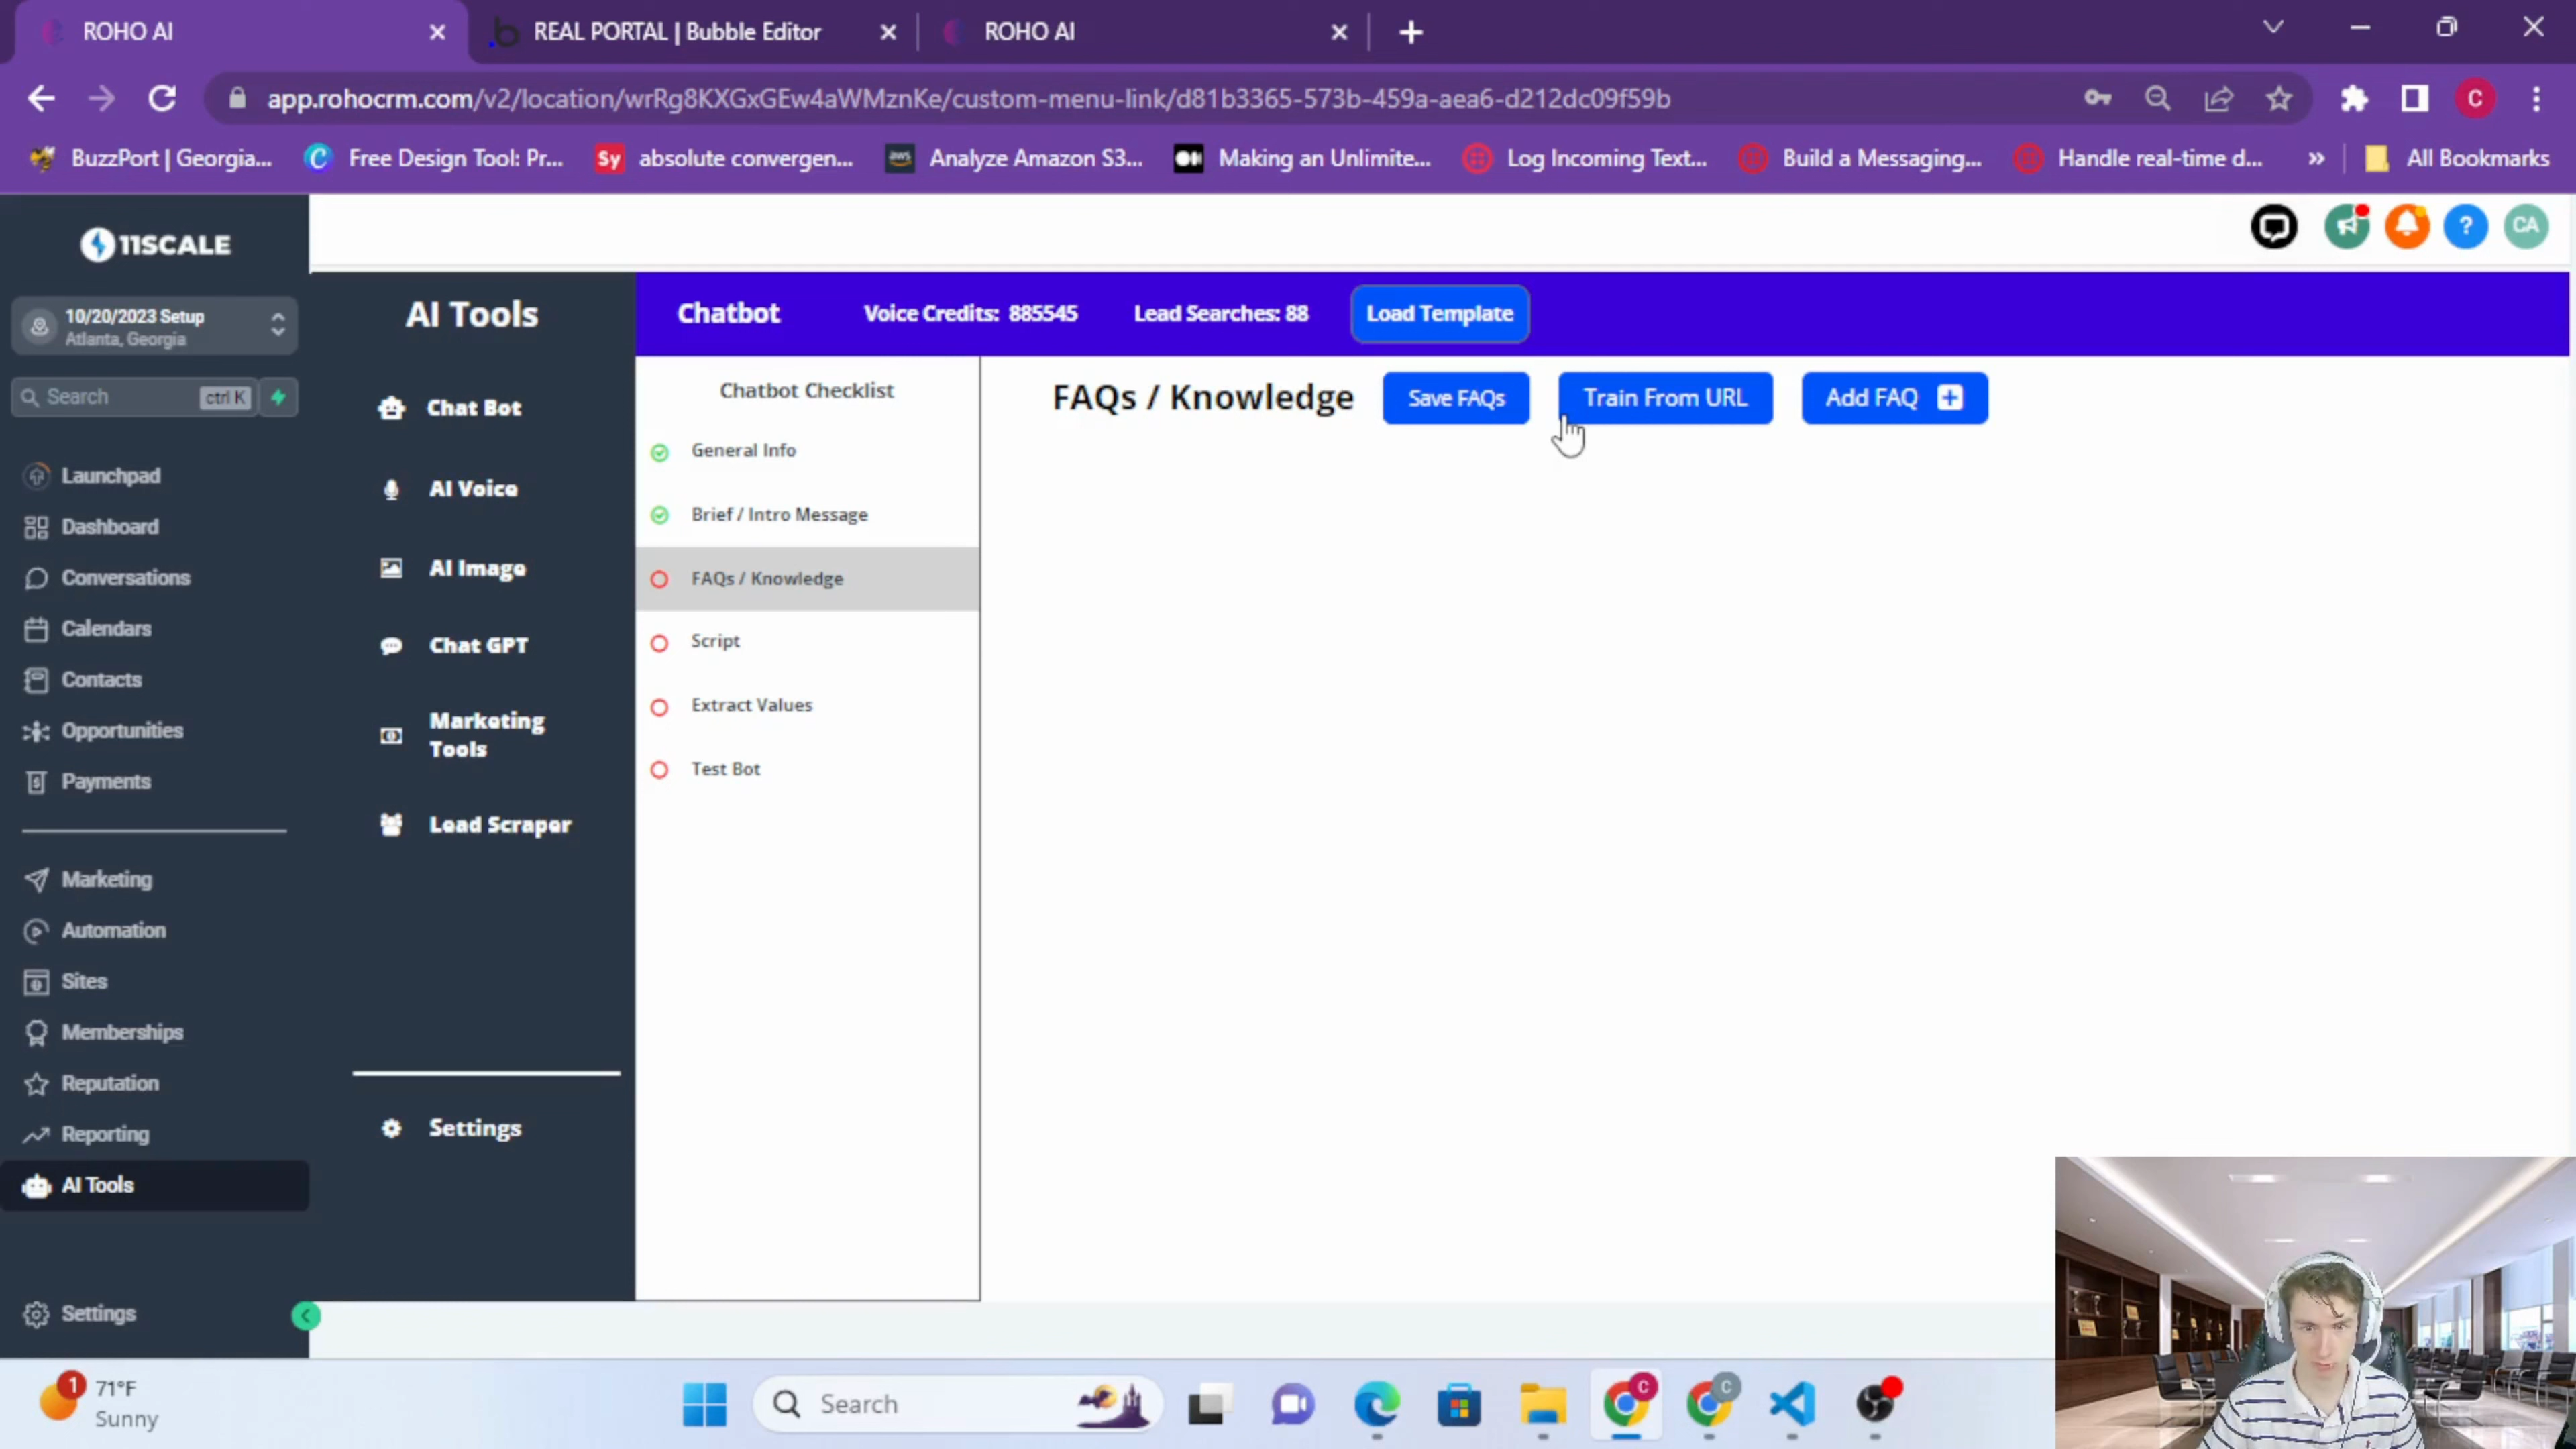 ROHO AI
REAL PORTAL | Bubble Editor
ROHO AI
app.rohocrm.com/v2/location/wrRg8KXGxGEw4aWMznKe/custom-menu-link/d81b3365-573b-459a-aea6-d212dc09f59b
C
BuzzPort | Georgia...
Free Design Tool: Pr...
Sy absolute convergen...
aws Analyze Amazon S3...
Making an Unlimite...
Log Incoming Text...
Build a Messaging...
Handle real-time d...
»
All Bookmarks
11SCALE
?
CA
10/20/2023 Setup
Atlanta, Georgia
Search
ctrl K
Launchpad
Dashboard
Conversations
Calendars
Contacts
Opportunities
Payments
Marketing
Automation
Sites
Memberships
Reputation
Reporting
AI Tools
Settings
AI Tools
Chat Bot
AI Voice
AI Image
Chat GPT
Marketing
Tools
Lead Scraper
Settings
Chatbot
Voice Credits: 885545
Lead Searches: 88
Load Template
Chatbot Checklist
General Info
Brief / Intro Message
FAQs / Knowledge
Script
Extract Values
Test Bot
FAQs / Knowledge
Save FAQs
Train From URL
Add FAQ
1
71°F
Sunny
Search
C
C